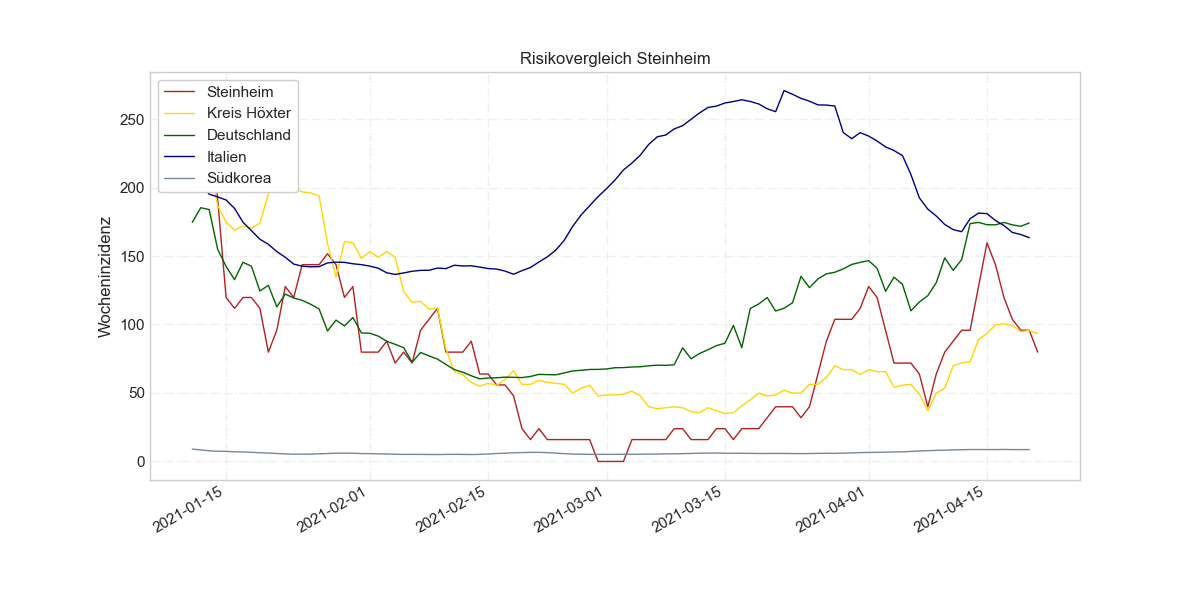 Risikovergleich Steinheim
Steinheim
Kreis Höxter
Deutschland
Italien
Südkorea
Wocheninzidenz
250
200
150
100
50
0
2021-01-15
2021-02-01
2021-02-15
2021-03-01
2021-03-15
2021-04-01
2021-04-15